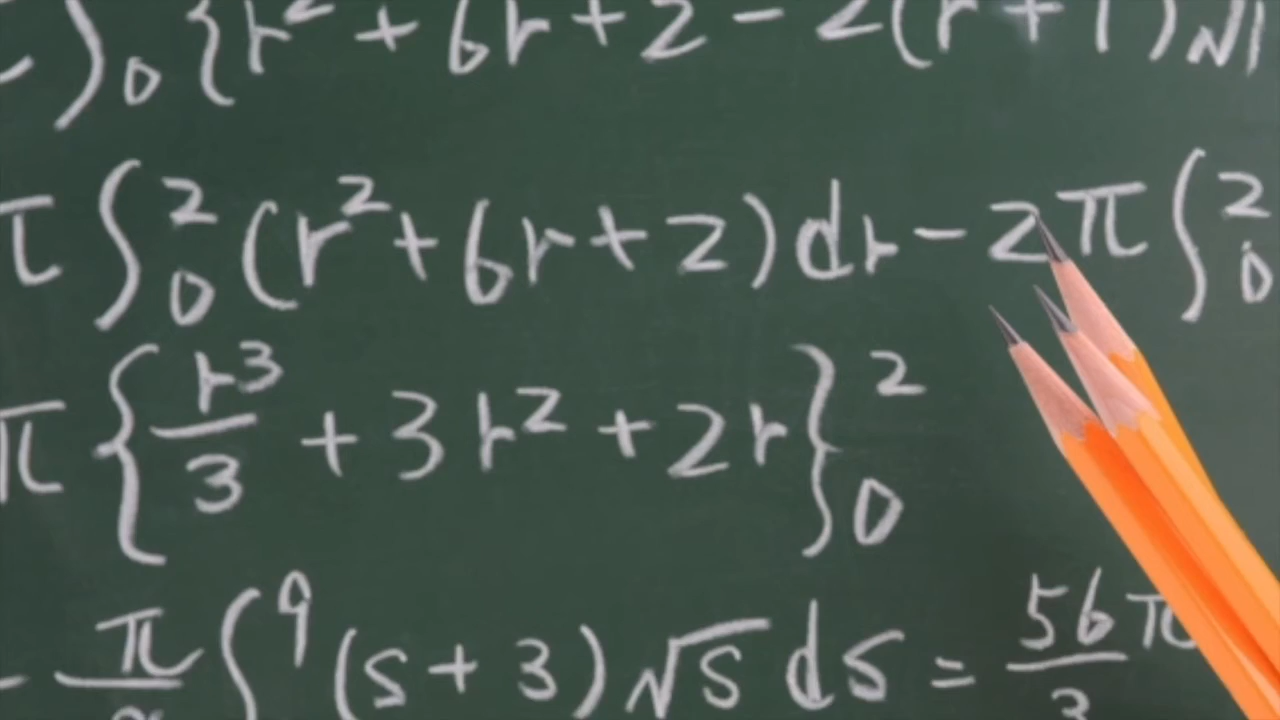 ∫₀ {r² + 6r + 2 − 2(r + 1)√1
π ∫₀² (r² + 6r + 2) dr − 2π ∫₀²
π { r³/3 + 3r² + 2r }₀²
− π/ ∫⁹ (s + 3)√s ds = 56π/3